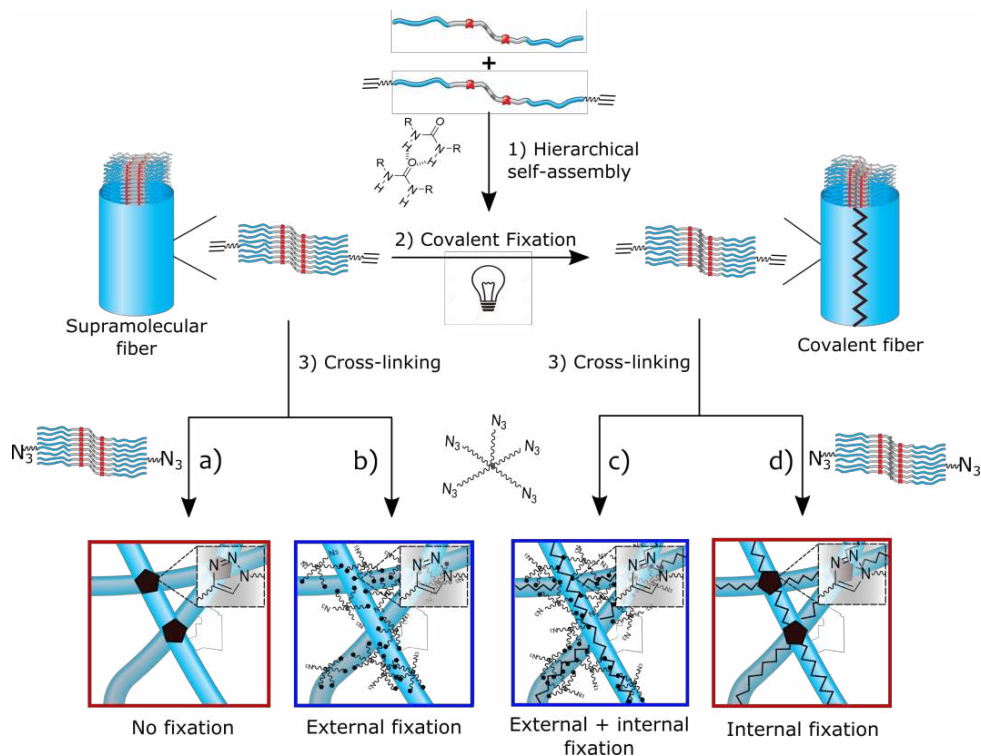 +
R
N
H
O
N-R
H
R
N
H
O
N-R
H
1) Hierarchical
self-assembly
2) Covalent Fixation
Supramolecular
fiber
Covalent fiber
3) Cross-linking
3) Cross-linking
N3
N3
a)
b)
N3
N3
N3
N3
N3
c)
d)
N3
N3
N=N
N
N3
N=N
N
N3
N=N
N
N=N
N
No fixation
External fixation
External + internal
fixation
Internal fixation